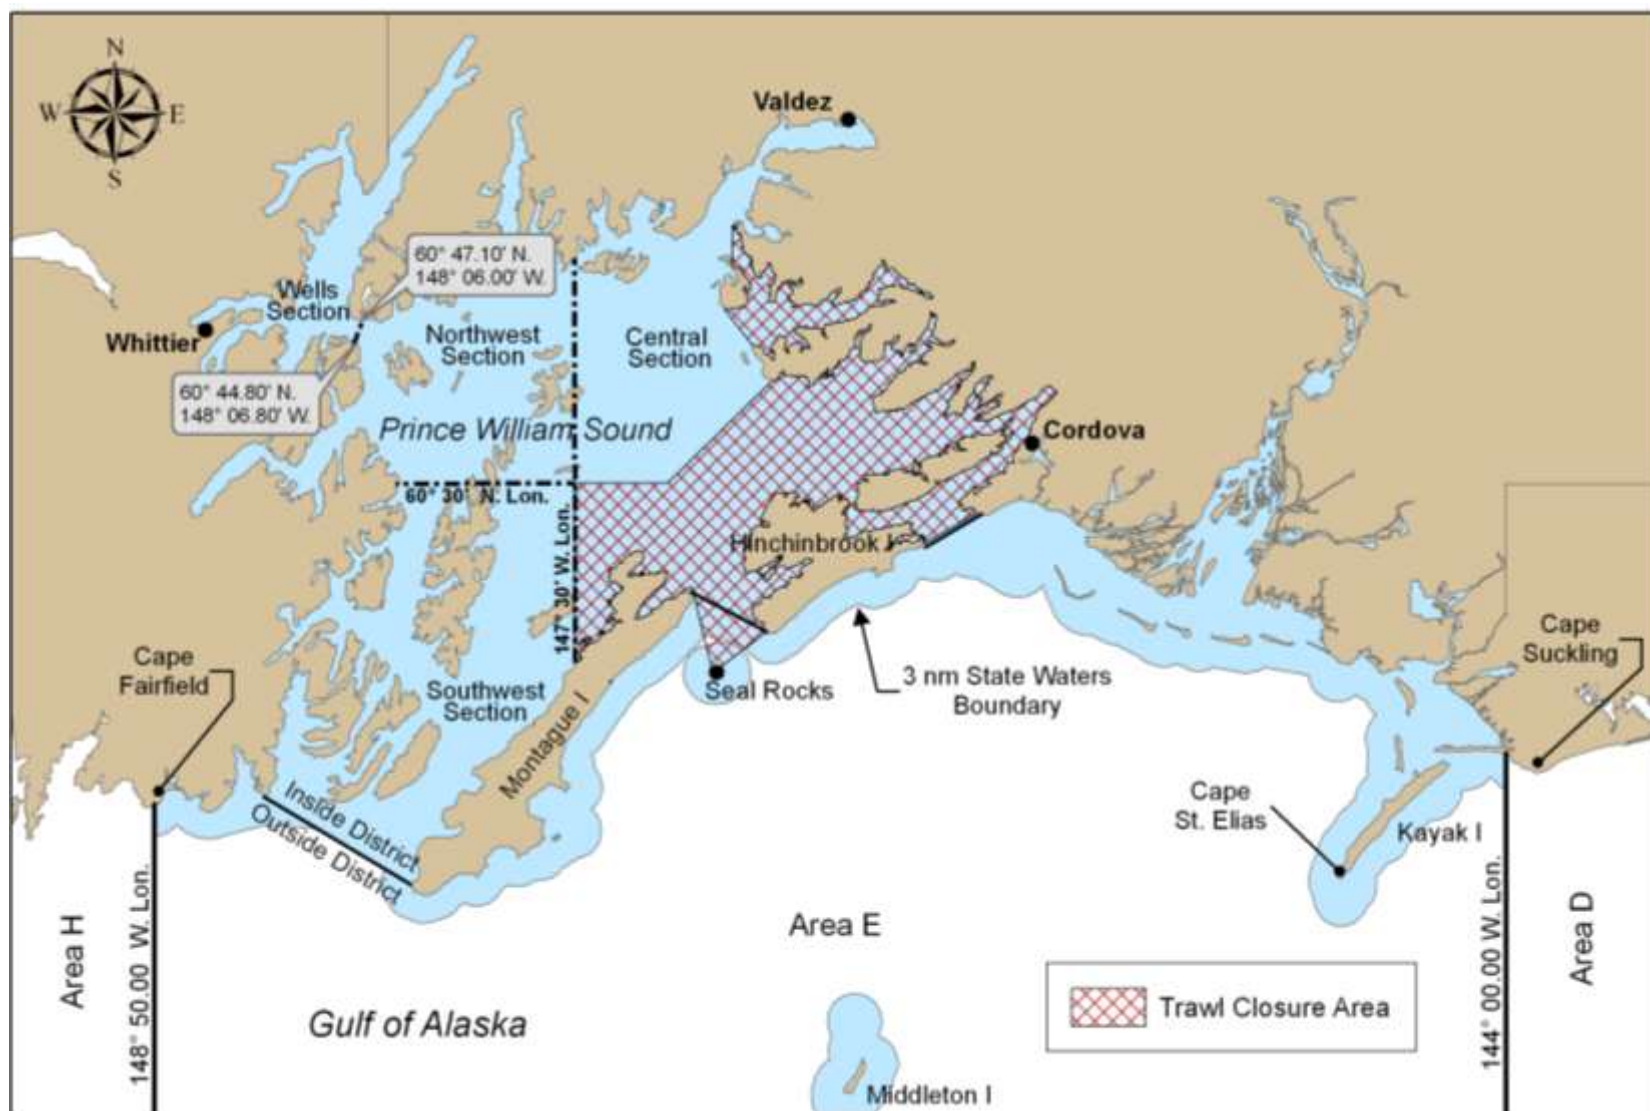 N
W
E
S
Valdez
60° 47.10' N.
148° 06.00' W.
Wells
Section
Whittier
Northwest
Section
Central
Section
60° 44.80' N.
148° 06.80' W.
Prince William Sound
Cordova
60° 30' N. Lon.
147° 30' W. Lon.
Hinchinbrook I
Cape
Fairfield
Southwest
Section
Montague I
Seal Rocks
3 nm State Waters
Boundary
Cape
Suckling
Inside District
Outside District
Cape
St. Elias
Kayak I
Area H
148° 50.00 W. Lon.
Area E
144° 00.00 W. Lon.
Area D
Trawl Closure Area
Gulf of Alaska
Middleton I